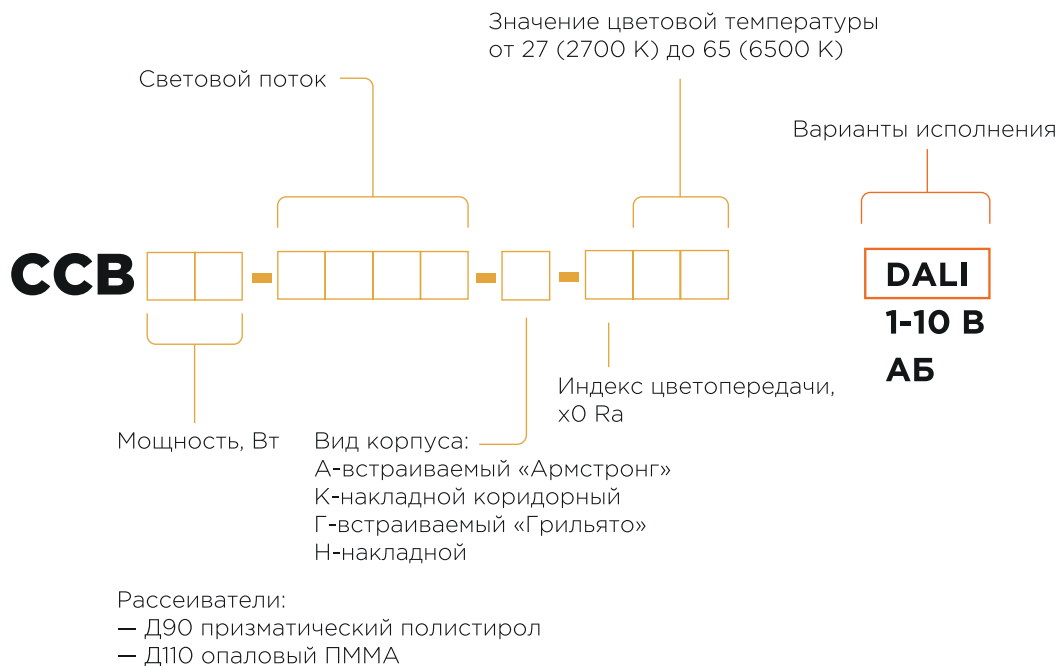 Значение цветовой температуры
от 27 (2700 К) до 65 (6500 К)
Световой поток
Варианты исполнения
ССВ - - - DALI
1-10 В
АБ
Индекс цветопередачи,
х0 Ra
Мощность, Вт
Вид корпуса:
А-встраиваемый «Армстронг»
К-накладной коридорный
Г-встраиваемый «Грильято»
Н-накладной
Рассеиватели:
— Д90 призматический полистирол
— Д110 опаловый ПММА